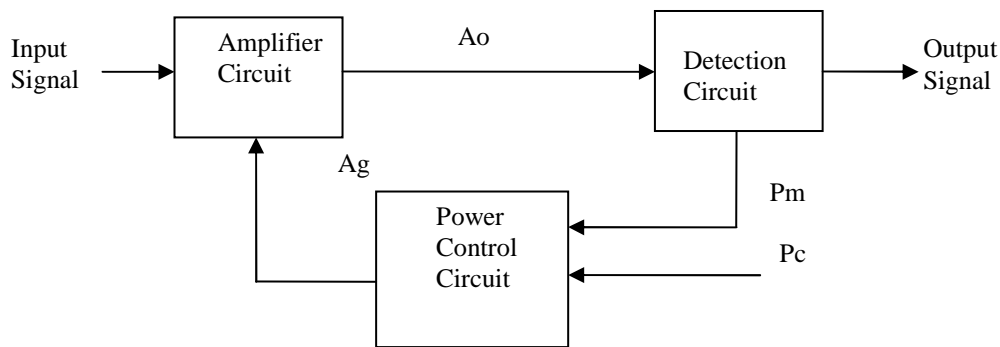 Input
Signal
Amplifier
Circuit
Ao
Detection
Circuit
Output
Signal
Ag
Power
Control
Circuit
Pm
Pc